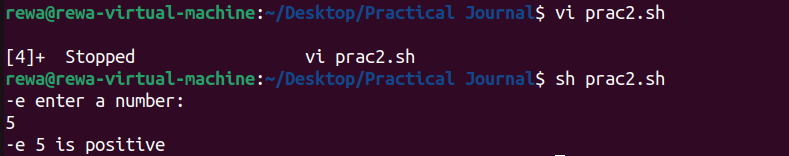 rewa@rewa-virtual-machine:~/Desktop/Practical Journal$ vi prac2.sh
[4]+  Stopped                 vi prac2.sh
rewa@rewa-virtual-machine:~/Desktop/Practical Journal$ sh prac2.sh
-e enter a number:
5
-e 5 is positive